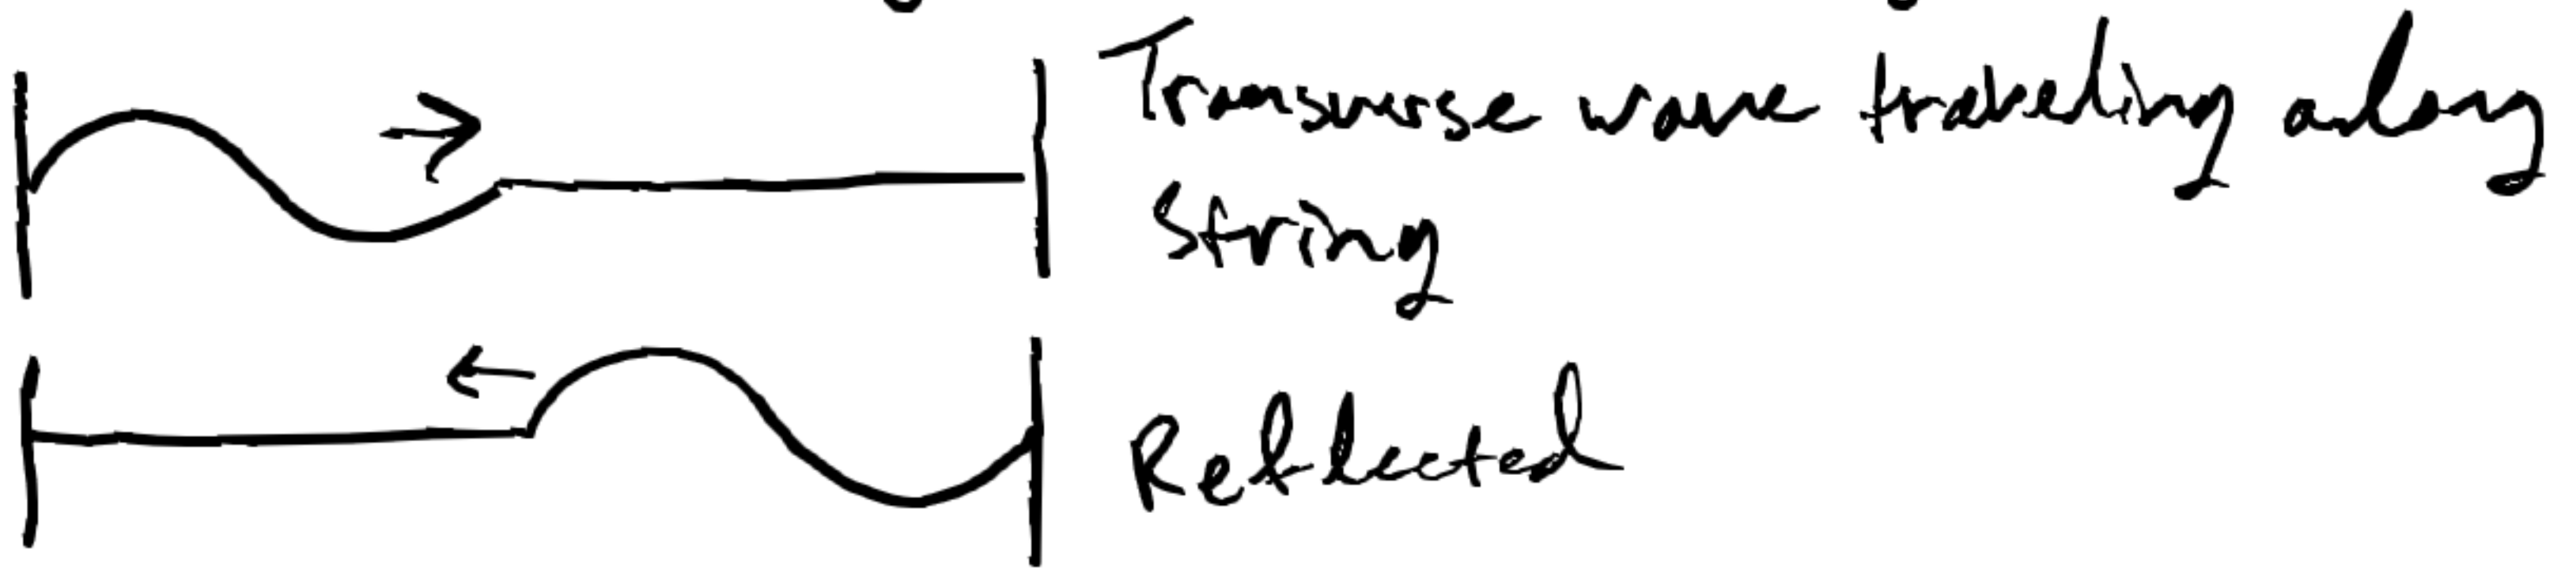 Transverse wave traveling along
string
Reflected